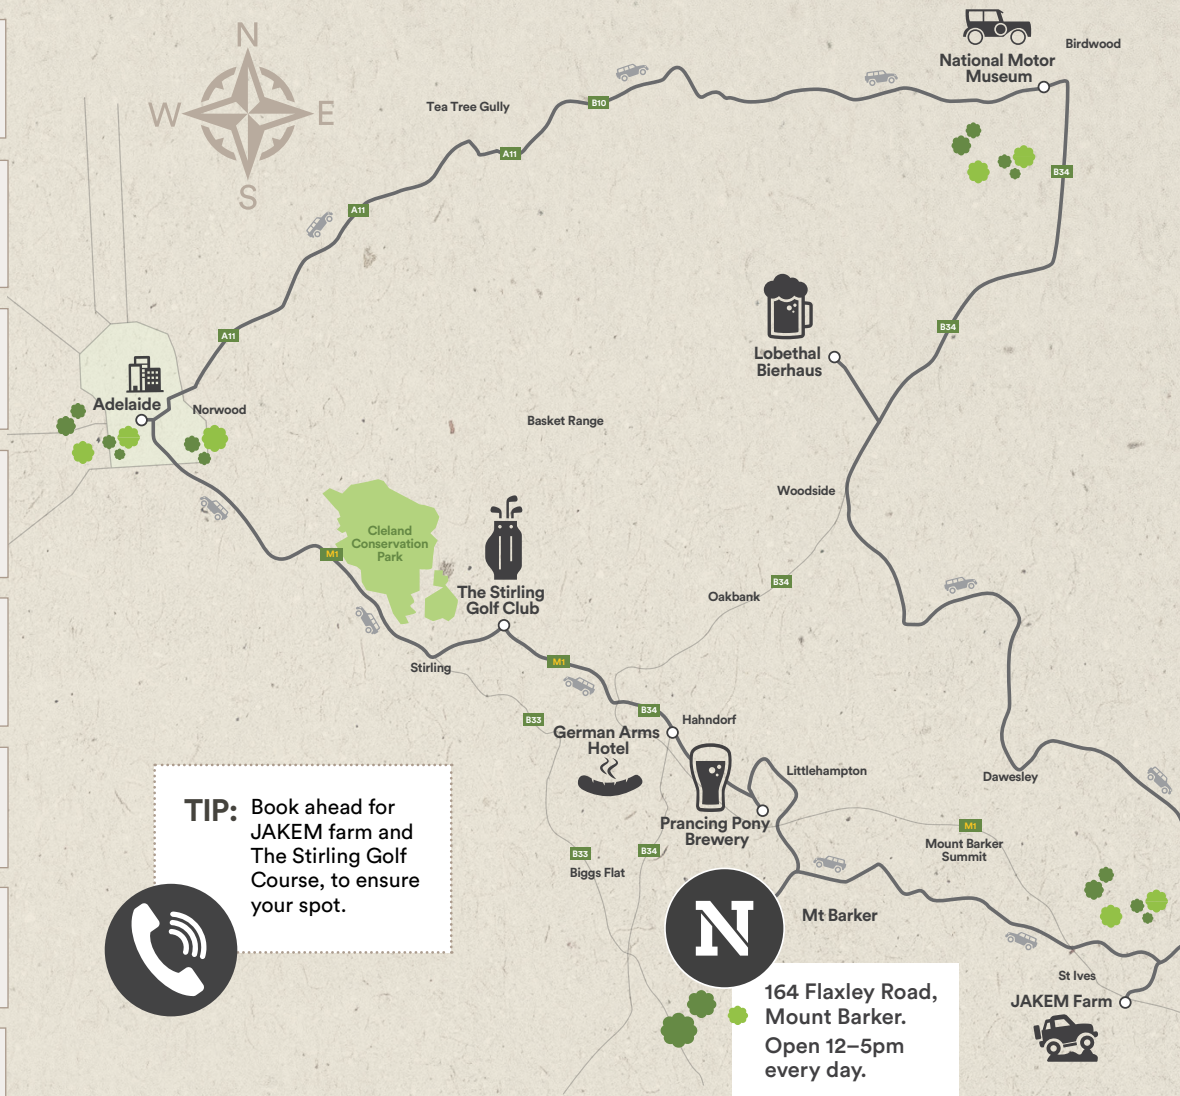 N
W
E
S
National Motor
Museum
Birdwood
Tea Tree Gully
B10
A11
B34
A11
A11
B34
Lobethal
Bierhaus
Adelaide
Norwood
Basket Range
Woodside
Cleland
Conservation
Park
M1
B34
Oakbank
The Stirling
Golf Club
Stirling
M1
B33
B34
Hahndorf
German Arms
Hotel
Littlehampton
Dawesley
Prancing Pony
Brewery
M1
Mount Barker
Summit
B33
B34
Biggs Flat
TIP:
Book ahead for
JAKEM farm and
The Stirling Golf
Course, to ensure
your spot.
N
Mt Barker
St Ives
JAKEM Farm
164 Flaxley Road,
Mount Barker.
Open 12–5pm
every day.